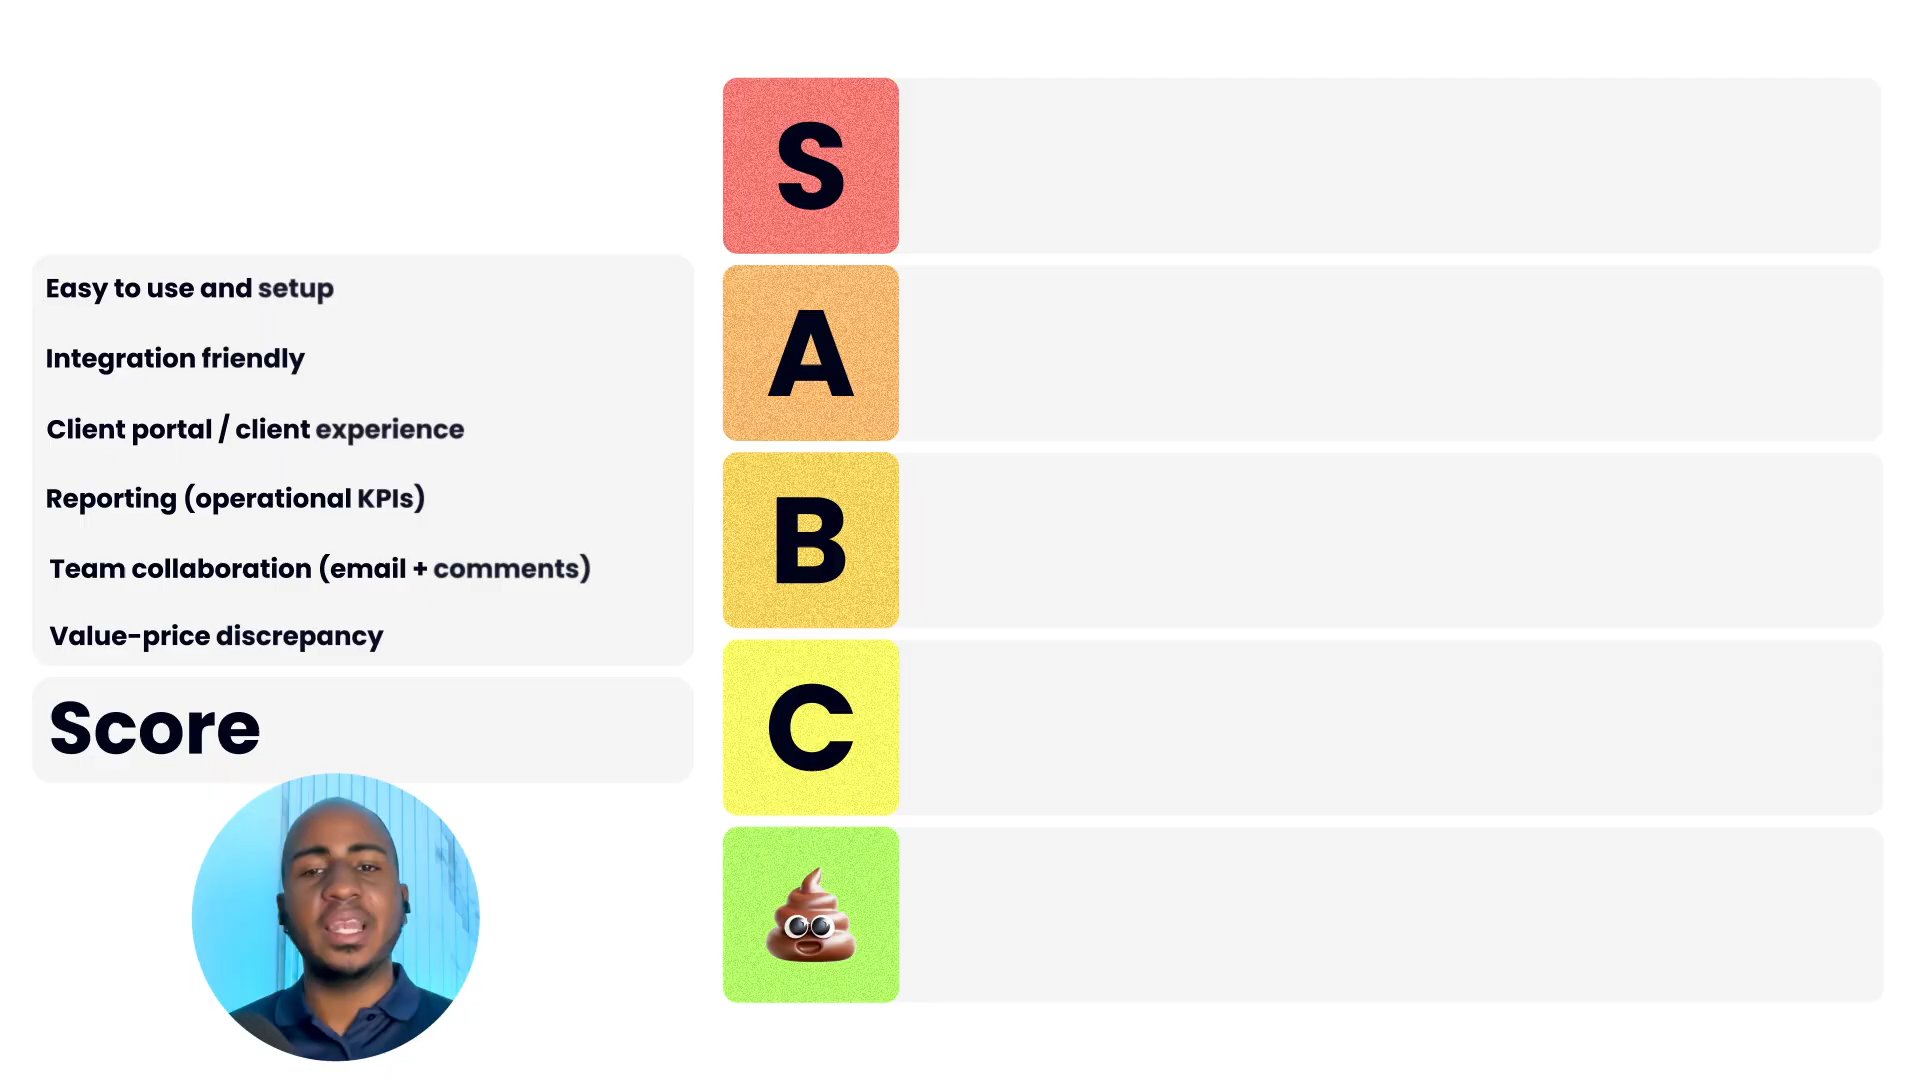 Easy to use and setup
Integration friendly
Client portal / client experience
Reporting (operational KPIs)
Team collaboration (email + comments)
Value-price discrepancy
Score
S
A
B
C